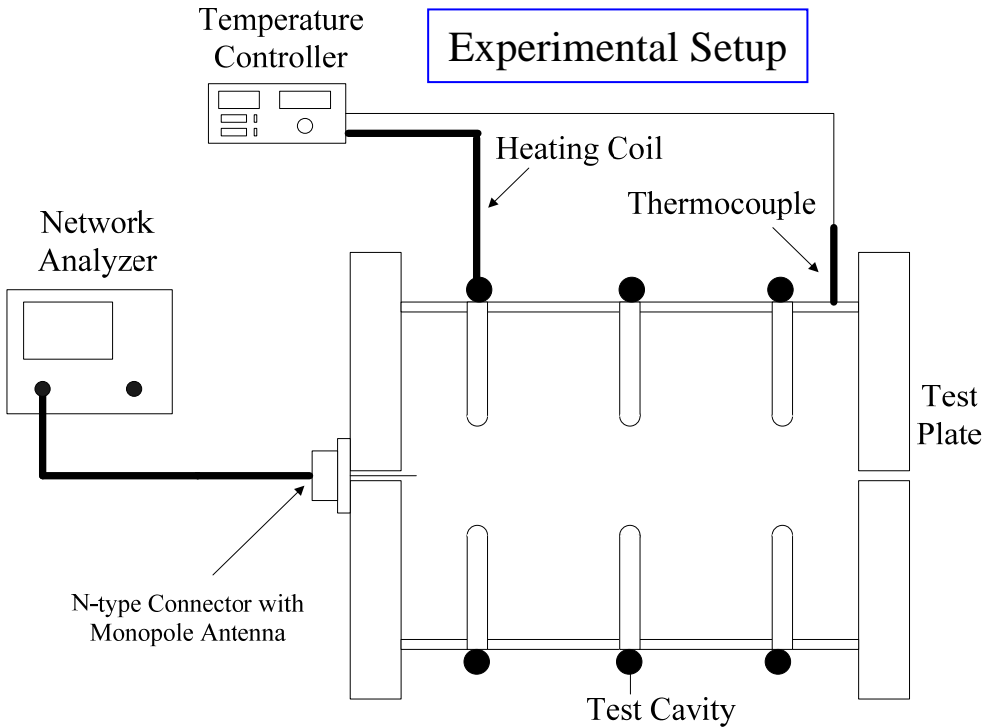 Temperature
Controller
Experimental Setup
Heating Coil
Thermocouple
Network
Analyzer
Test
Plate
N-type Connector with
Monopole Antenna
Test Cavity